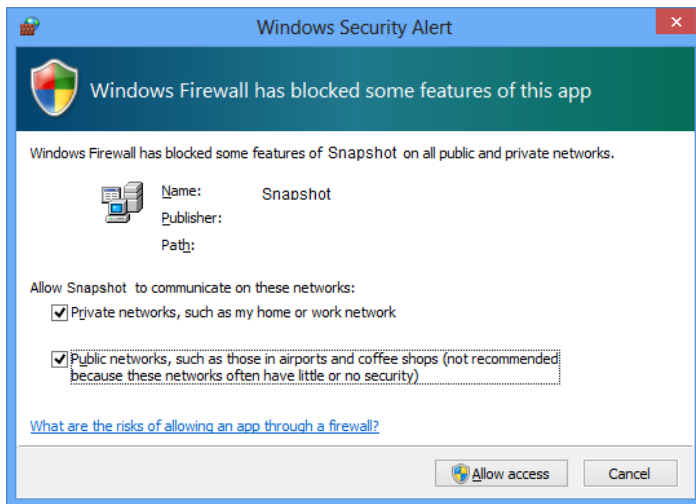 Windows Security Alert
Windows Firewall has blocked some features of this app
Windows Firewall has blocked some features of Snapshot on all public and private networks.
Name: Snapshot
Publisher:
Path:
Allow Snapshot to communicate on these networks:
Private networks, such as my home or work network
Public networks, such as those in airports and coffee shops (not recommended
because these networks often have little or no security)
What are the risks of allowing an app through a firewall?
Allow access Cancel